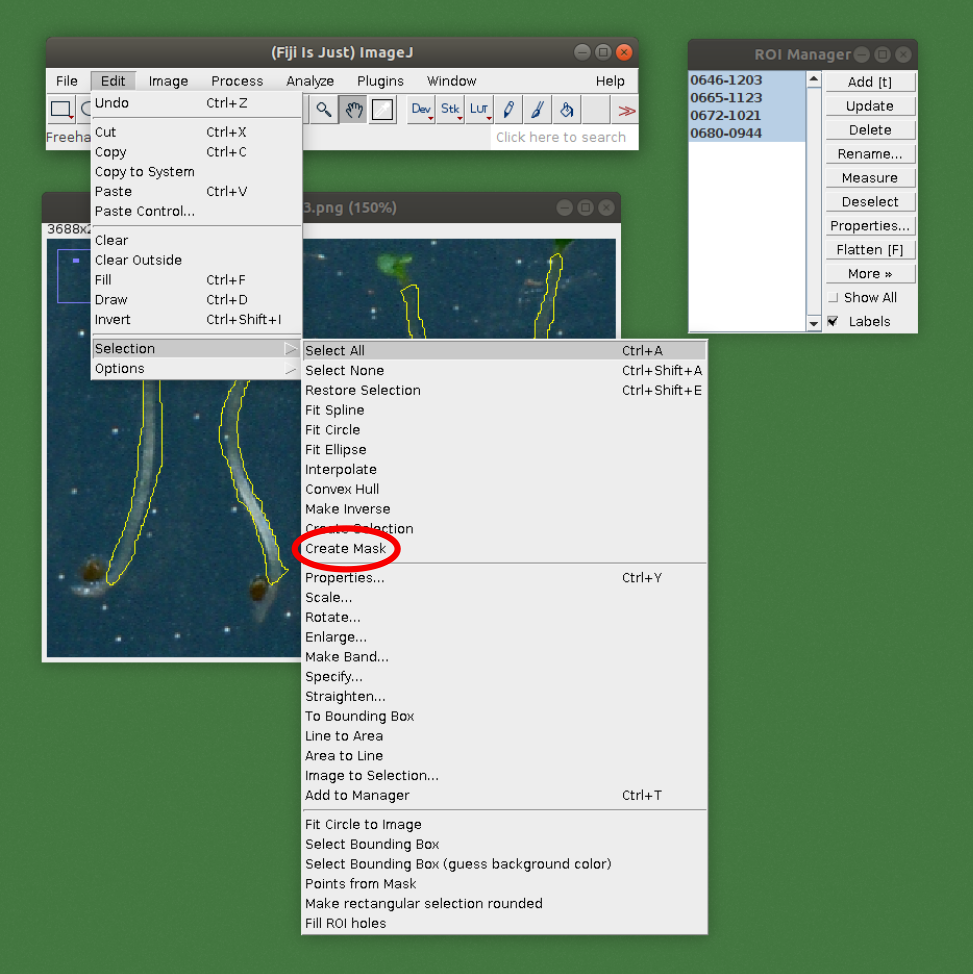 (Fiji Is Just) ImageJ
File Edit Image Process Analyze Plugins Window Help
Dev Stk LUT
Freeha
Click here to search
Undo Ctrl+Z
Cut Ctrl+X
Copy Ctrl+C
Copy to System
Paste Ctrl+V
Paste Control...
Clear
Clear Outside
Fill Ctrl+F
Draw Ctrl+D
Invert Ctrl+Shift+I
Selection
Options
3.png (150%)
3688x2
Select All Ctrl+A
Select None Ctrl+Shift+A
Restore Selection Ctrl+Shift+E
Fit Spline
Fit Circle
Fit Ellipse
Interpolate
Convex Hull
Make Inverse
Create Selection
Create Mask
Properties... Ctrl+Y
Scale...
Rotate...
Enlarge...
Make Band...
Specify...
Straighten...
To Bounding Box
Line to Area
Area to Line
Image to Selection...
Add to Manager Ctrl+T
Fit Circle to Image
Select Bounding Box
Select Bounding Box (guess background color)
Points from Mask
Make rectangular selection rounded
Fill ROI holes
ROI Manager
0646-1203
0665-1123
0672-1021
0680-0944
Add [t]
Update
Delete
Rename...
Measure
Deselect
Properties...
Flatten [F]
More »
Show All
Labels